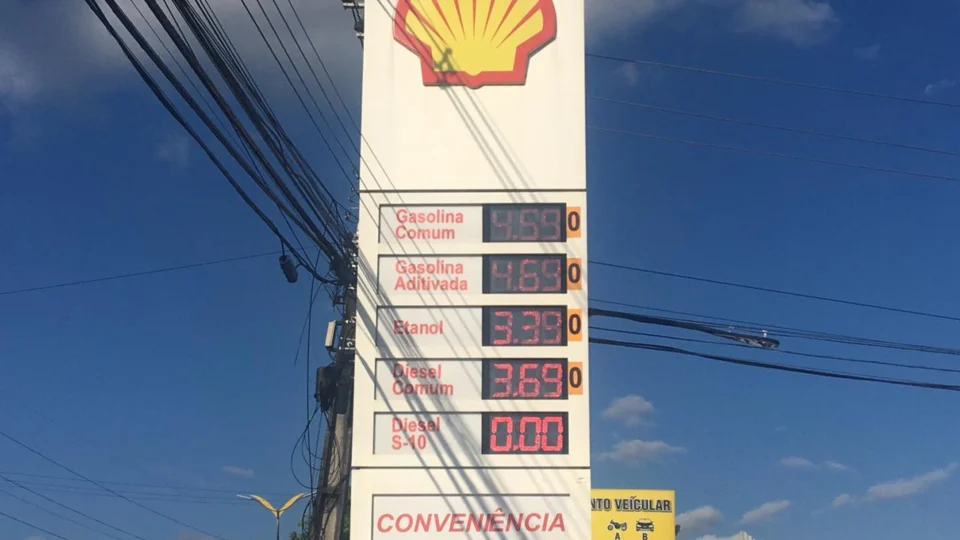 Gasolina
Comum
4.59 0
Gasolina
Aditivada
4.69 0
Etanol
3.39 0
Diesel
Comum
3.69 0
Diesel
S-10
0.00
CONVENIÊNCIA
NTO VEÍCULAR
A B